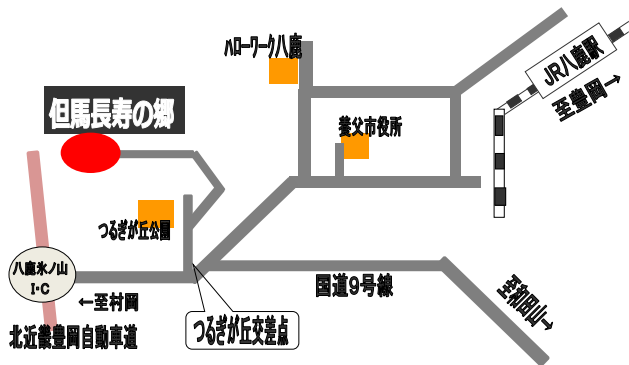 ハローワーク八鹿
JR八鹿駅
至豊岡→
但馬長寿の郷
養父市役所
つるぎが丘公園
八鹿氷ノ山
I・C
←至村岡
国道9号線
至福知山→
つるぎが丘交差点
北近畿豊岡自動車道